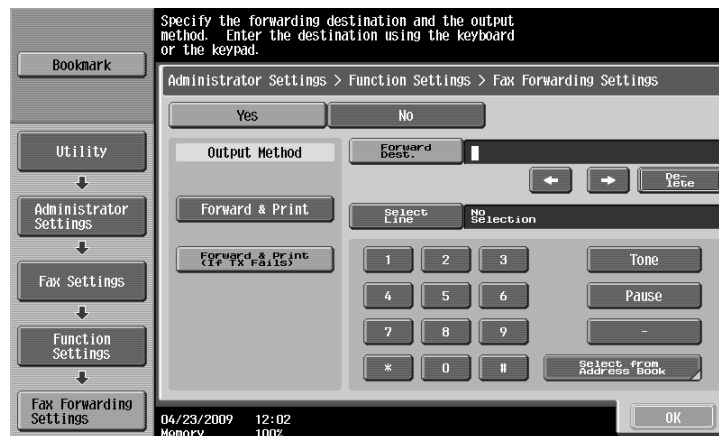 Specify the forwarding destination and the output
method.  Enter the destination using the keyboard
or the keypad.
Bookmark
Administrator Settings > Function Settings > Fax Forwarding Settings
Yes
No
Utility
Administrator
Settings
Fax Settings
Function
Settings
Fax Forwarding
Settings
Output Method
Forward & Print
Forward & Print
(If TX Fails)
Forward
Dest.
← →
De-
lete
Select
Line
No
Selection
1 2 3 Tone
4 5 6 Pause
7 8 9 -
* 0 #
Select from
Address Book
04/23/2009 12:02
Memory 100%
OK